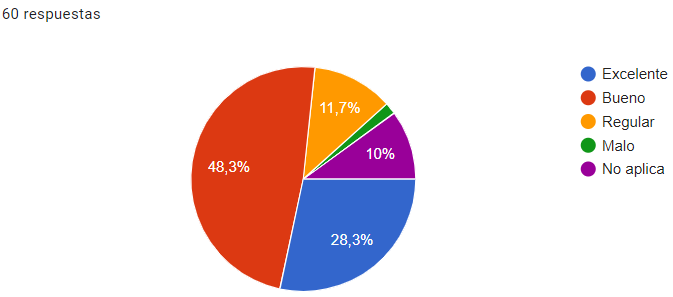 60 respuestas
Excelente
Bueno
Regular
Malo
No aplica
11,7%
10%
48,3%
28,3%